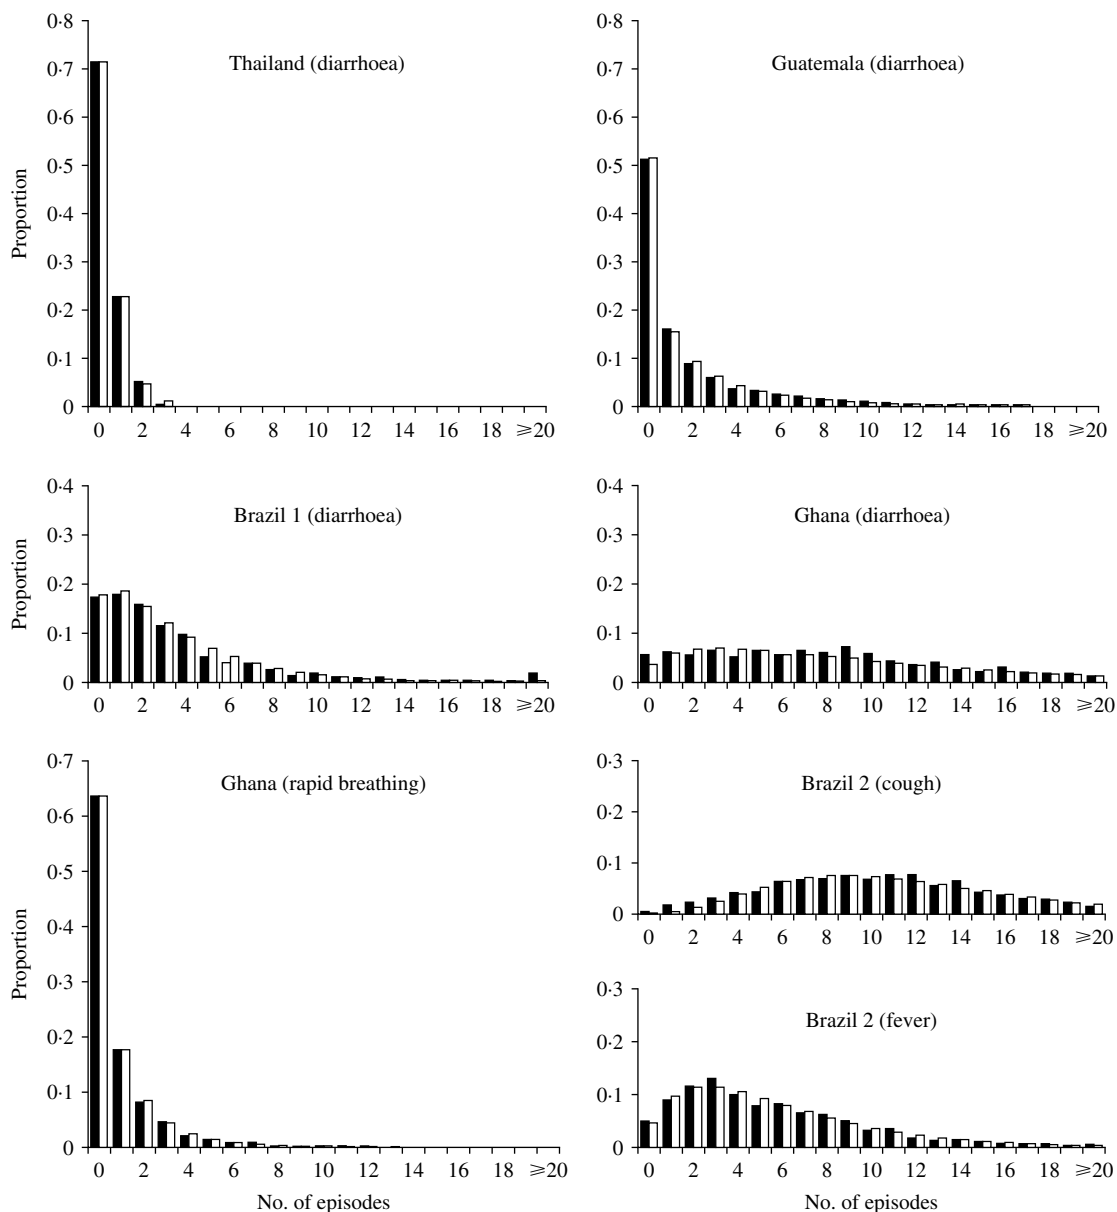 Thailand (diarrhoea)
Proportion
0·8
0·7
0·6
0·5
0·4
0·3
0·2
0·1
0
0 2 4 6 8 10 12 14 16 18 ⩾20
Guatemala (diarrhoea)
0·8
0·7
0·6
0·5
0·4
0·3
0·2
0·1
0
0 2 4 6 8 10 12 14 16 18 ⩾20
Brazil 1 (diarrhoea)
Proportion
0·4
0·3
0·2
0·1
0
0 2 4 6 8 10 12 14 16 18 ⩾20
Ghana (diarrhoea)
0·4
0·3
0·2
0·1
0
0 2 4 6 8 10 12 14 16 18 ⩾20
Ghana (rapid breathing)
Proportion
0·7
0·6
0·5
0·4
0·3
0·2
0·1
0
0 2 4 6 8 10 12 14 16 18 ⩾20
No. of episodes
Brazil 2 (cough)
0·3
0·2
0·1
0
0 2 4 6 8 10 12 14 16 18 ⩾20
Brazil 2 (fever)
0·3
0·2
0·1
0
0 2 4 6 8 10 12 14 16 18 ⩾20
No. of episodes